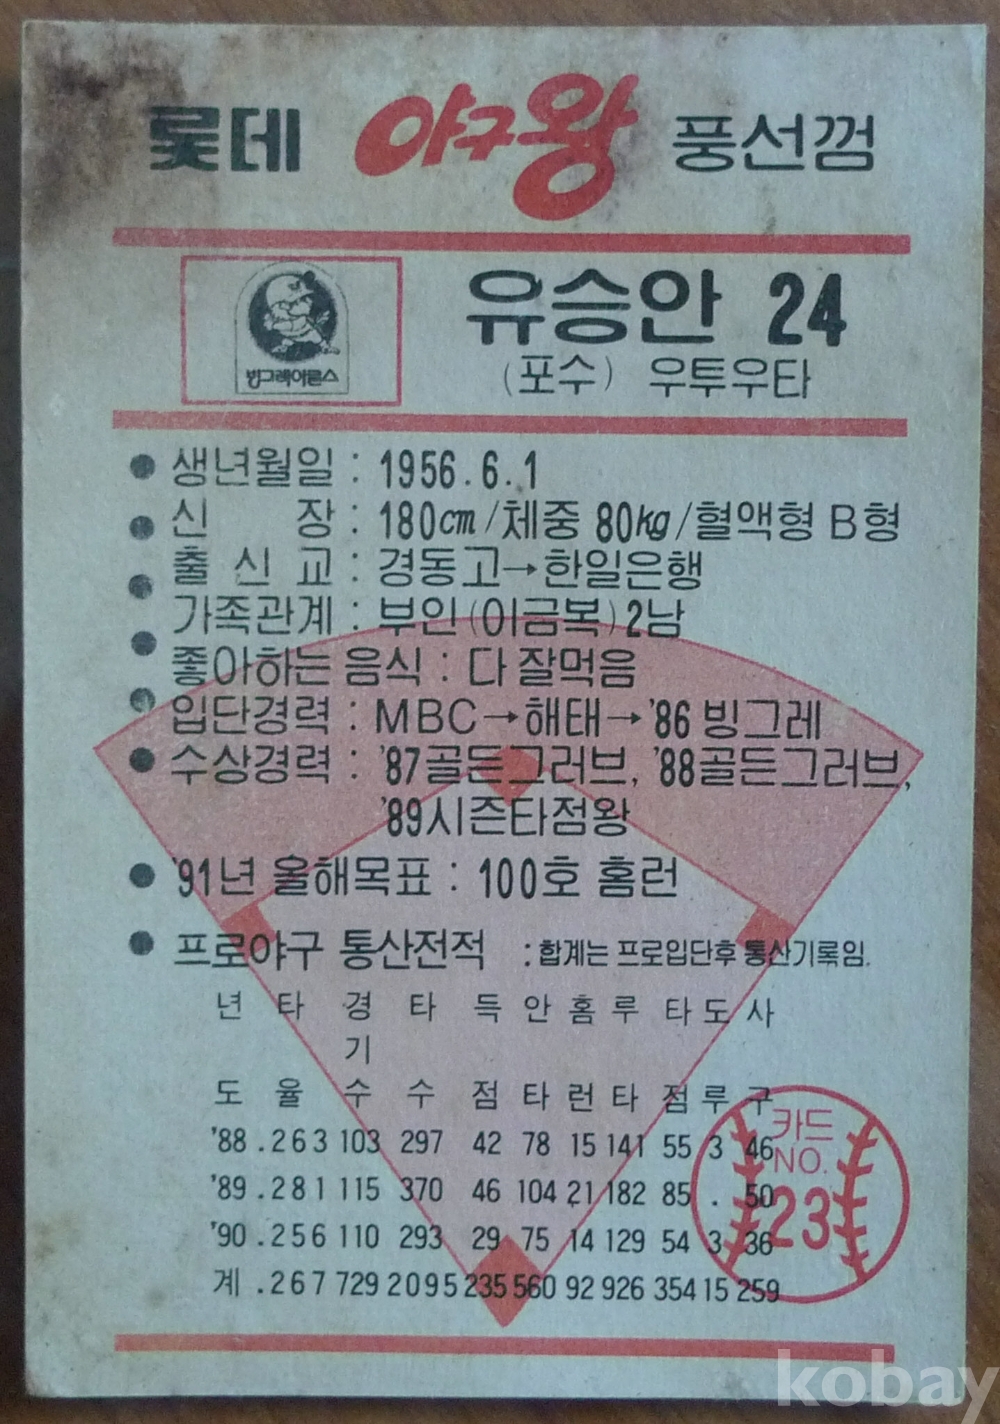 롯데 야구왕 풍선껌
빙그레이글스
유승안 24
(포수) 우투우타
● 생년월일 : 1956.6.1
● 신 장 : 180cm/체중 80kg/혈액형 B형
● 출 신 교 : 경동고→한일은행
● 가족관계 : 부인(이금복)2남
● 좋아하는 음식 : 다 잘먹음
● 입단경력 : MBC→해태→'86 빙그레
● 수상경력 : '87골든그러브, '88골든그러브,
'89시즌타점왕
● '91년 올해목표 : 100호 홈런
● 프로야구 통산전적 : 합계는 프로입단후 통산기록임.
년 타 경 타 득 안 홈 루 타 도 사
기
도 율 수 수 점 타 런 타 점 루 구
'88 .263 103 297 42 78 15 141 55 3 46
'89 .281 115 370 46 104 21 182 85 . 50
'90 .256 110 293 29 75 14 129 54 3 36
계 .267 729 2095 235 560 92 926 354 15 259
카드
NO.
23
kobay